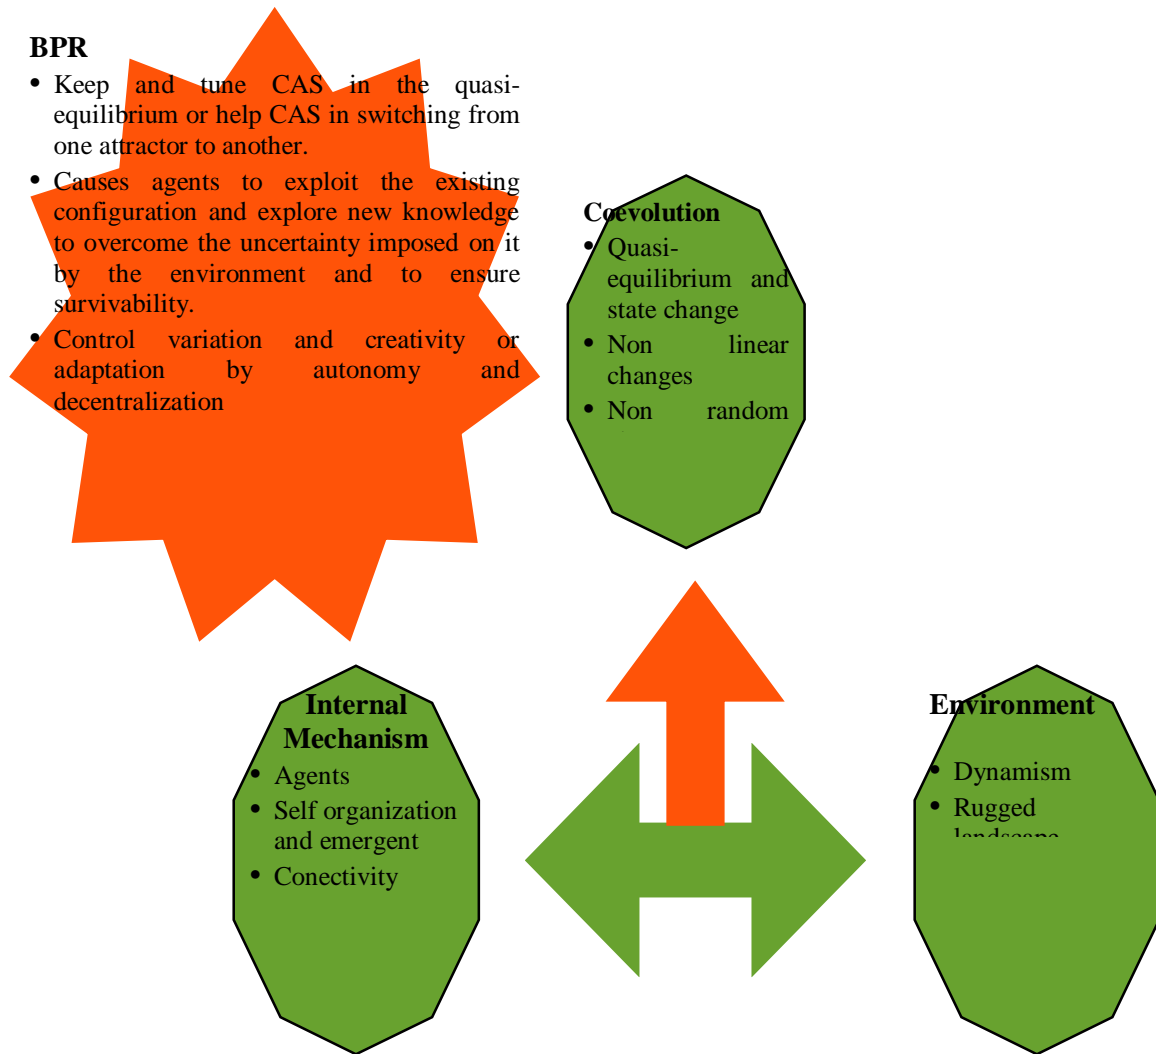 BPR
• Keep and tune CAS in the quasi-
equilibrium or help CAS in switching from
one attractor to another.
• Causes agents to exploit the existing
configuration and explore new knowledge
to overcome the uncertainty imposed on it
by the environment and to ensure
survivability.
• Control variation and creativity or
adaptation by autonomy and
decentralization
Coevolution
• Quasi-
equilibrium and
state change
• Non linear
changes
• Non random
Internal
Mechanism
• Agents
• Self organization
and emergent
• Conectivity
Environment
• Dynamism
• Rugged
landscape